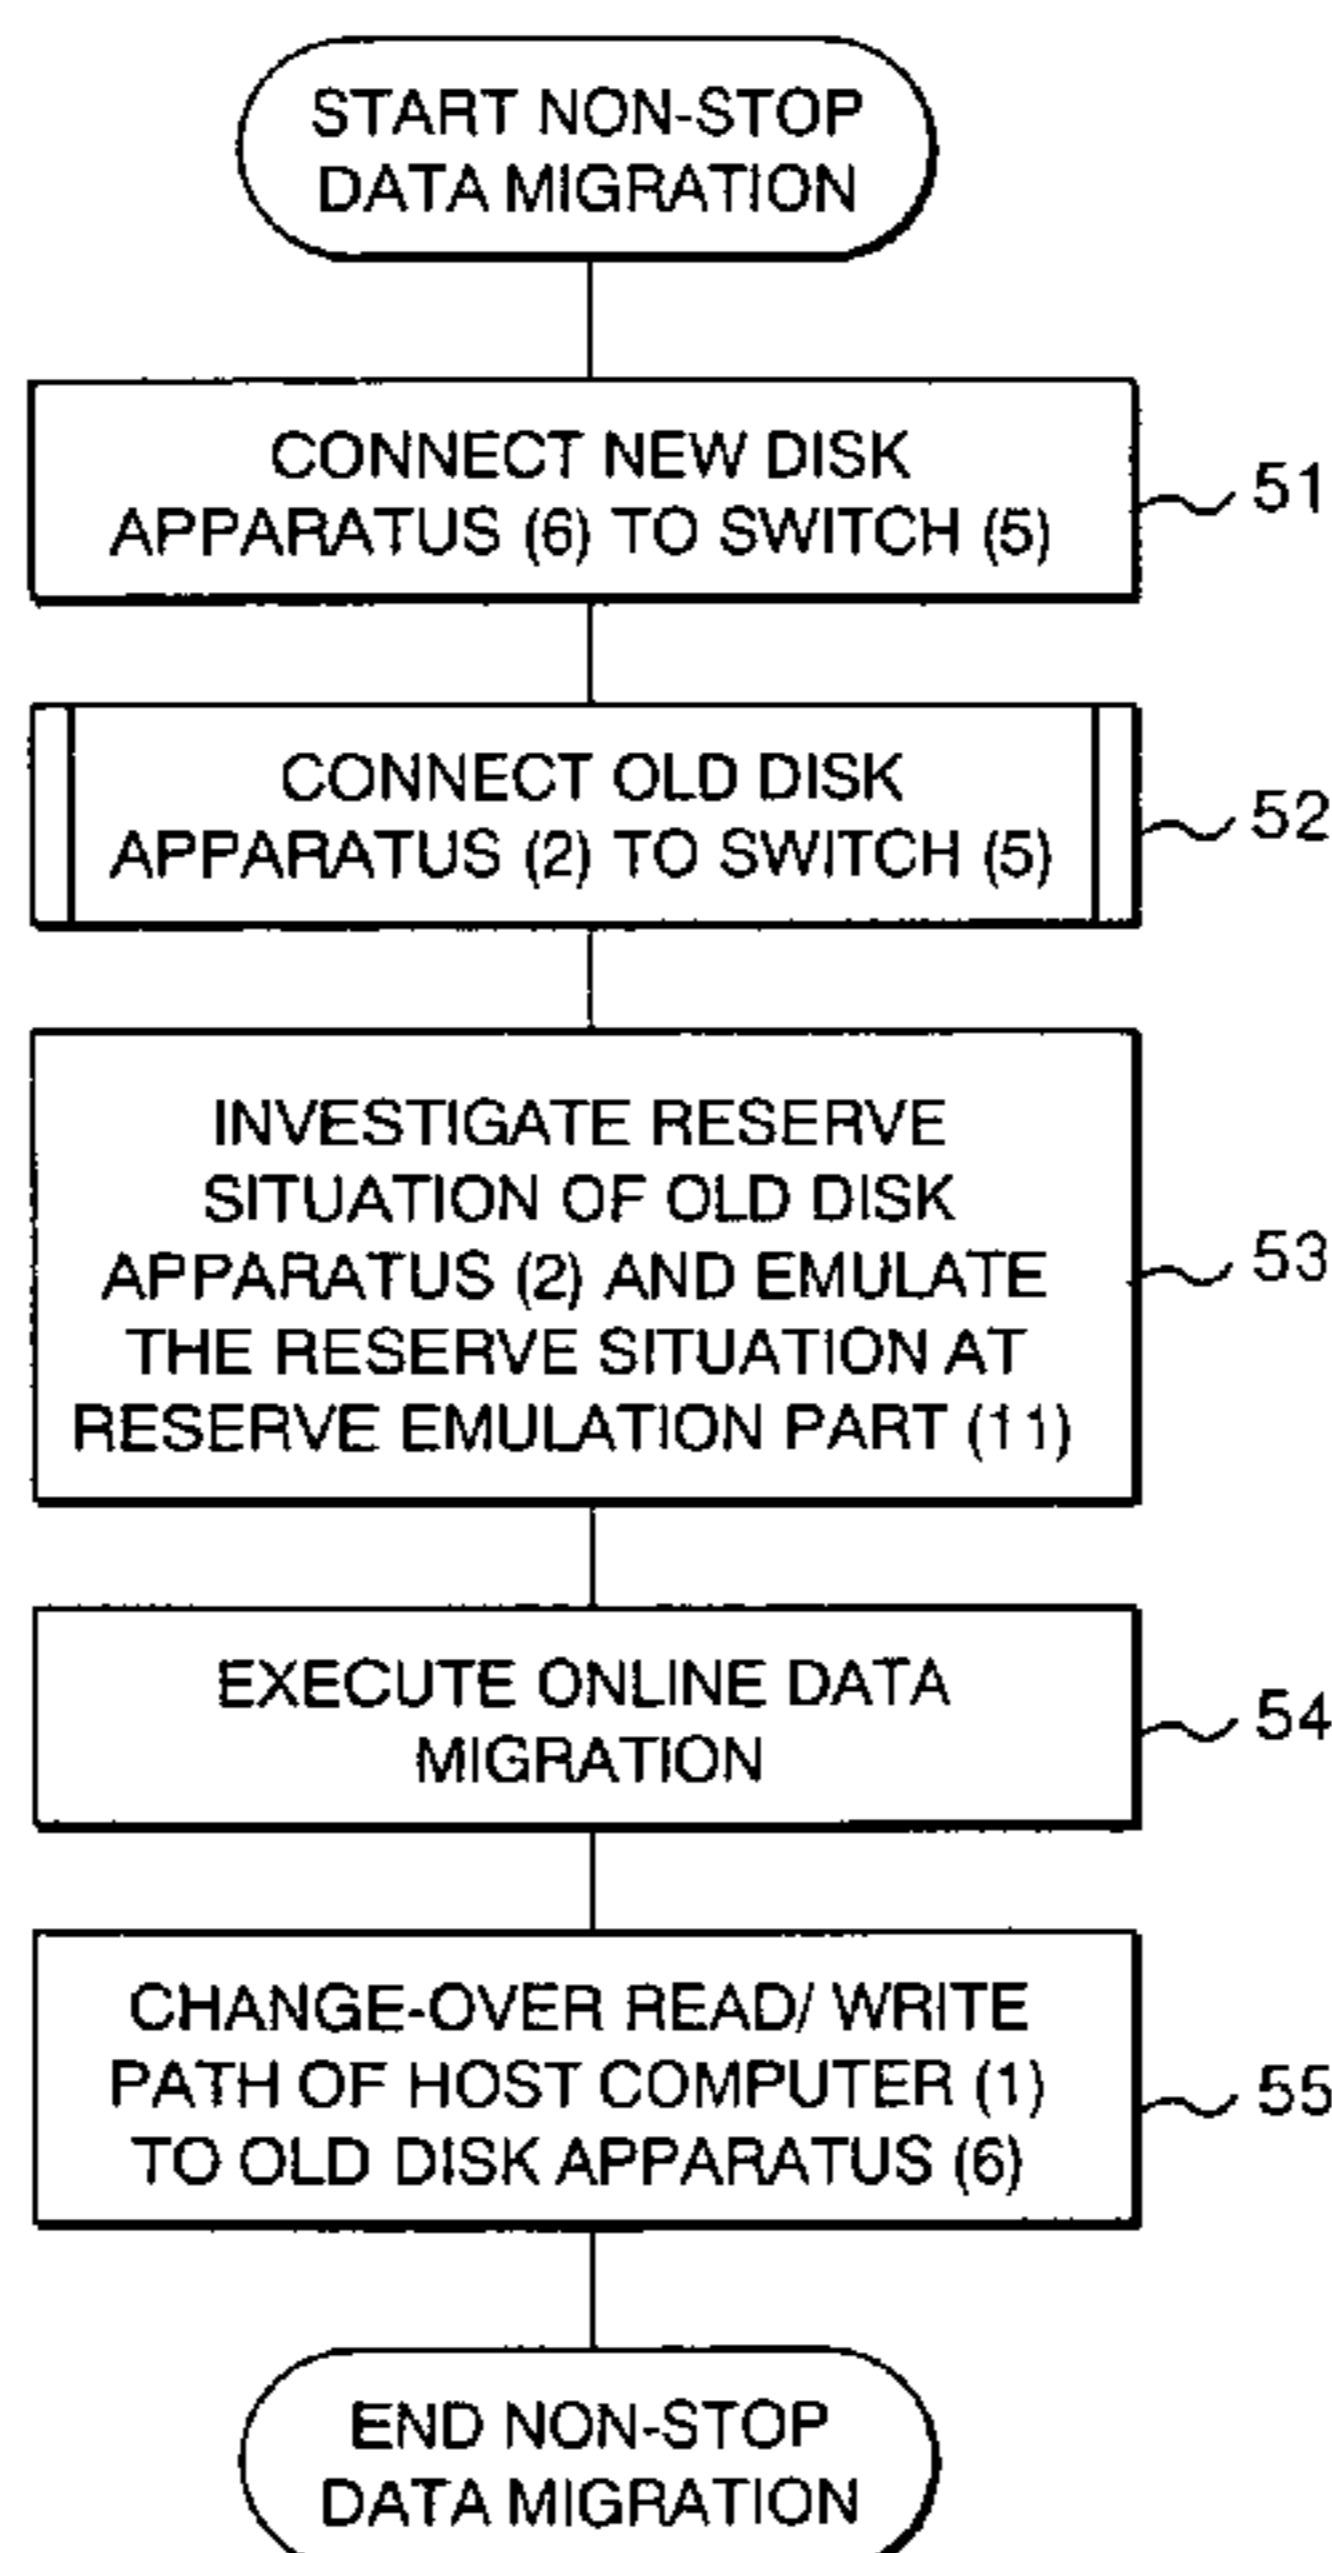 START NON-STOP
DATA MIGRATION
CONNECT NEW DISK
APPARATUS (6) TO SWITCH (5)
51
CONNECT OLD DISK
APPARATUS (2) TO SWITCH (5)
52
INVESTIGATE RESERVE
SITUATION OF OLD DISK
APPARATUS (2) AND EMULATE
THE RESERVE SITUATION AT
RESERVE EMULATION PART (11)
53
EXECUTE ONLINE DATA
MIGRATION
54
CHANGE-OVER READ/ WRITE
PATH OF HOST COMPUTER (1)
TO OLD DISK APPARATUS (6)
55
END NON-STOP
DATA MIGRATION